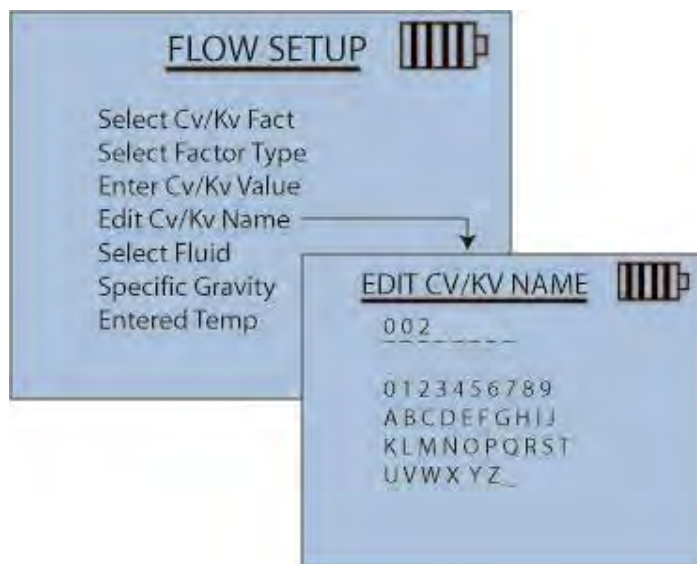 FLOW SETUP
Select Cv/Kv Fact
Select Factor Type
Enter Cv/Kv Value
Edit Cv/Kv Name
Select Fluid
Specific Gravity
Entered Temp
EDIT CV/KV NAME
002
0123456789
ABCDEFGHIJ
KLMNOPQRST
UVWXYZ_